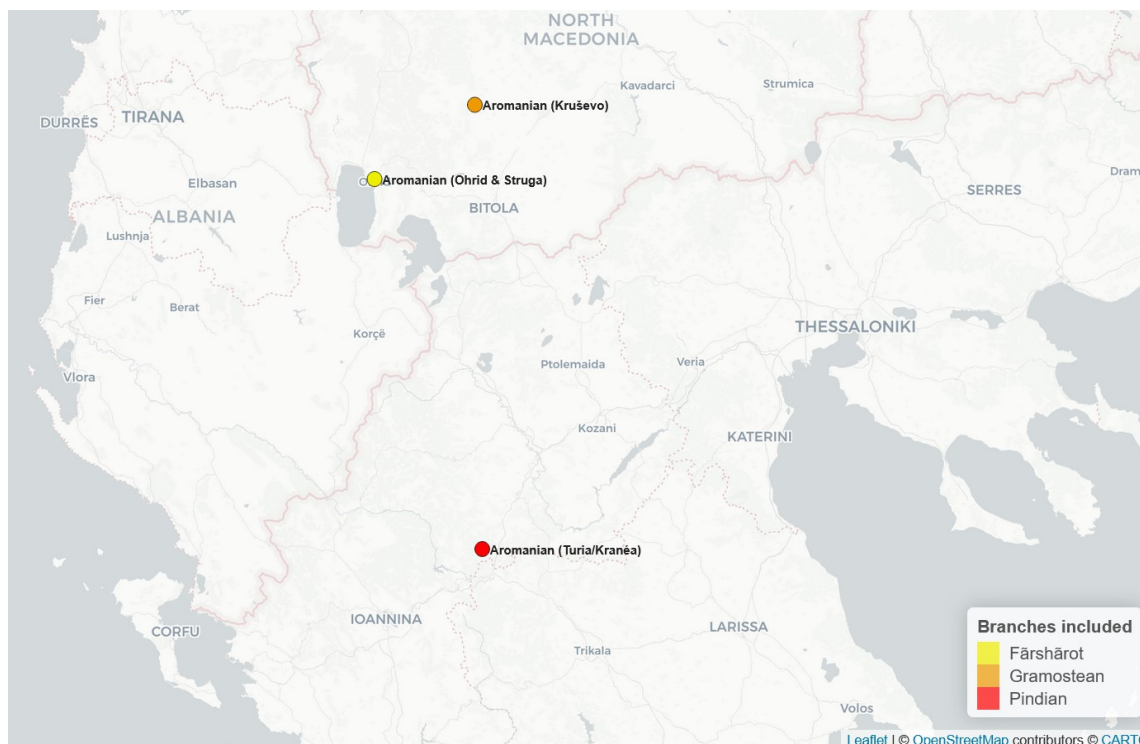 NORTH
MACEDONIA
Kavadarci
Strumica
Aromanian (Kruševo)
TIRANA
DURRËS
Aromanian (Ohrid & Struga)
Elbasan
SERRES
Dram
BITOLA
ALBANIA
Lushnja
Fier
Berat
THESSALONIKI
Korçë
Ptolemaida
Veria
Vlora
Kozani
KATERINI
Aromanian (Turia/Kranéa)
IOANNINA
CORFU
LARISSA
Trikala
Volos
Branches included
Färshärot
Gramostean
Pindian
Leaflet | © OpenStreetMap contributors © CARTO